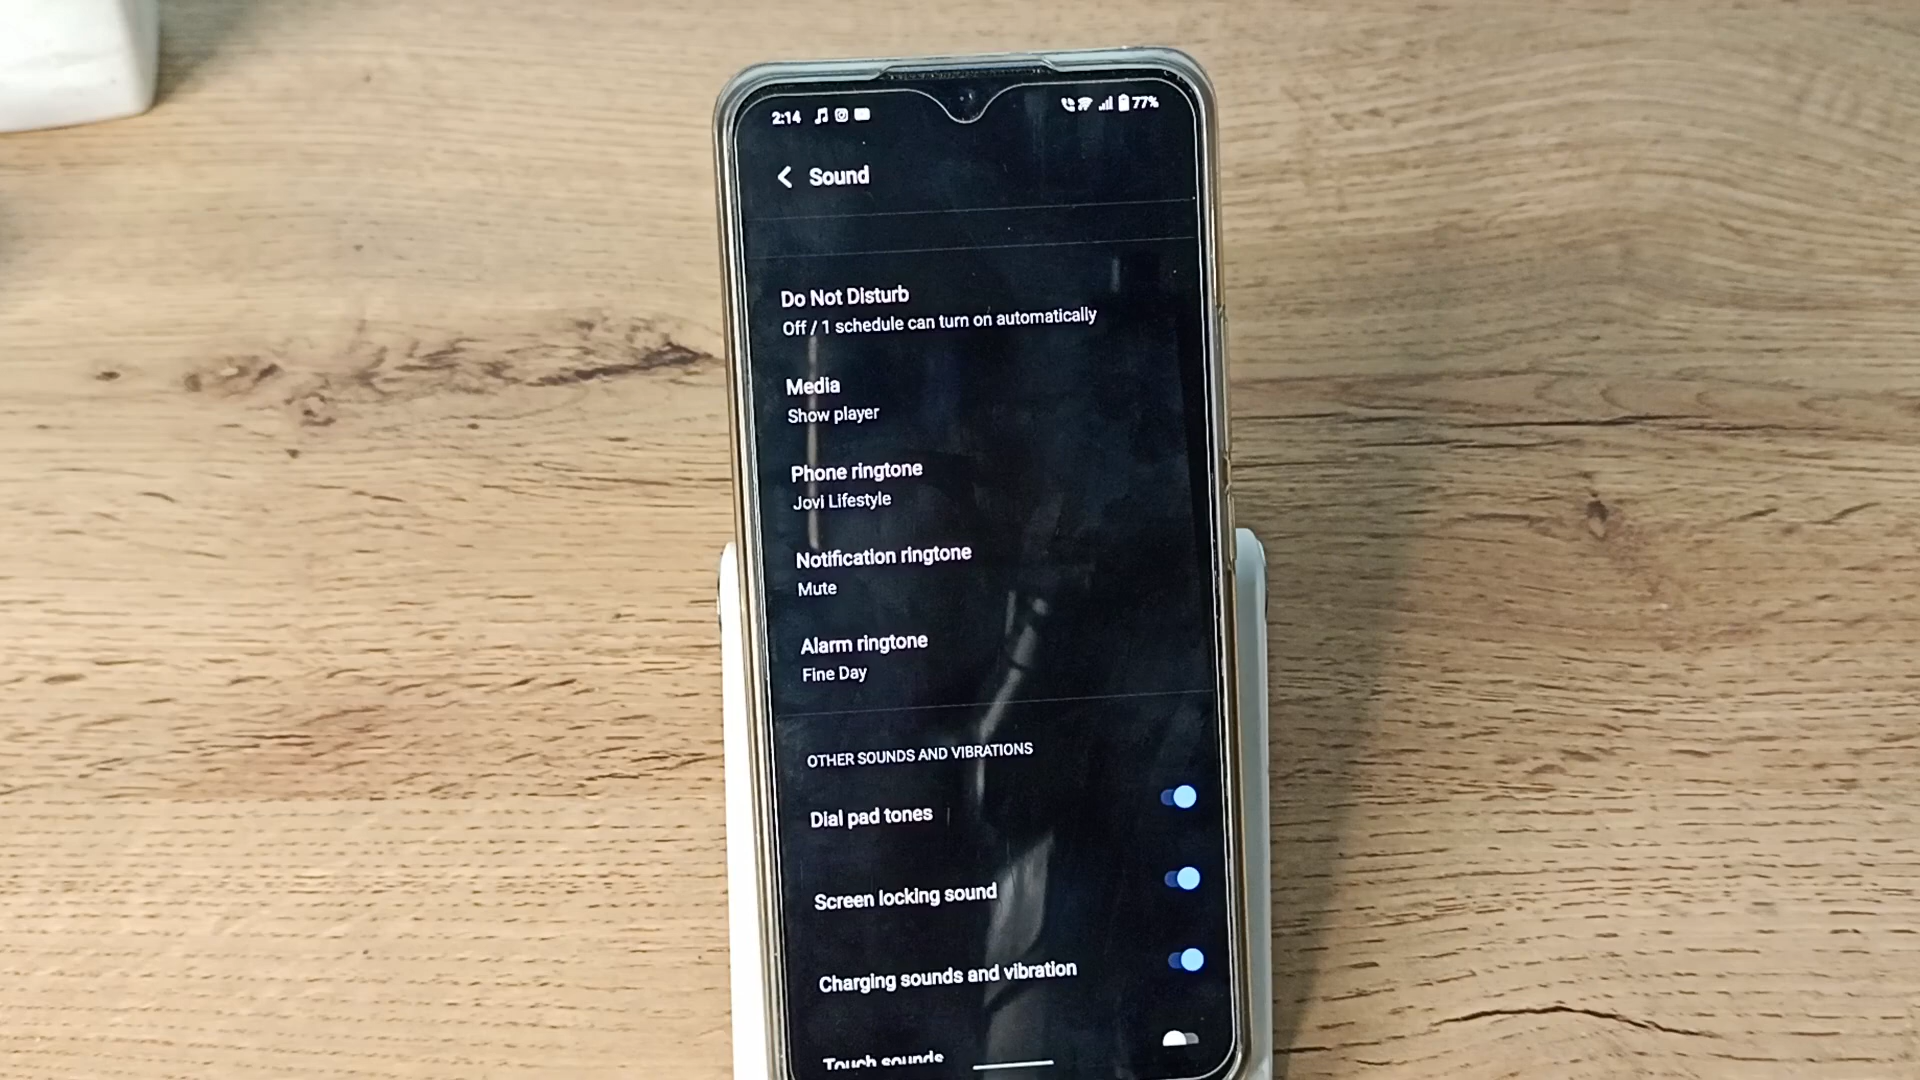 2:14 77%
Sound
Do Not Disturb
Off / 1 schedule can turn on automatically
Media
Show player
Phone ringtone
Jovi Lifestyle
Notification ringtone
Mute
Alarm ringtone
Fine Day
OTHER SOUNDS AND VIBRATIONS
Dial pad tones
Screen locking sound
Charging sounds and vibration
Touch sounds